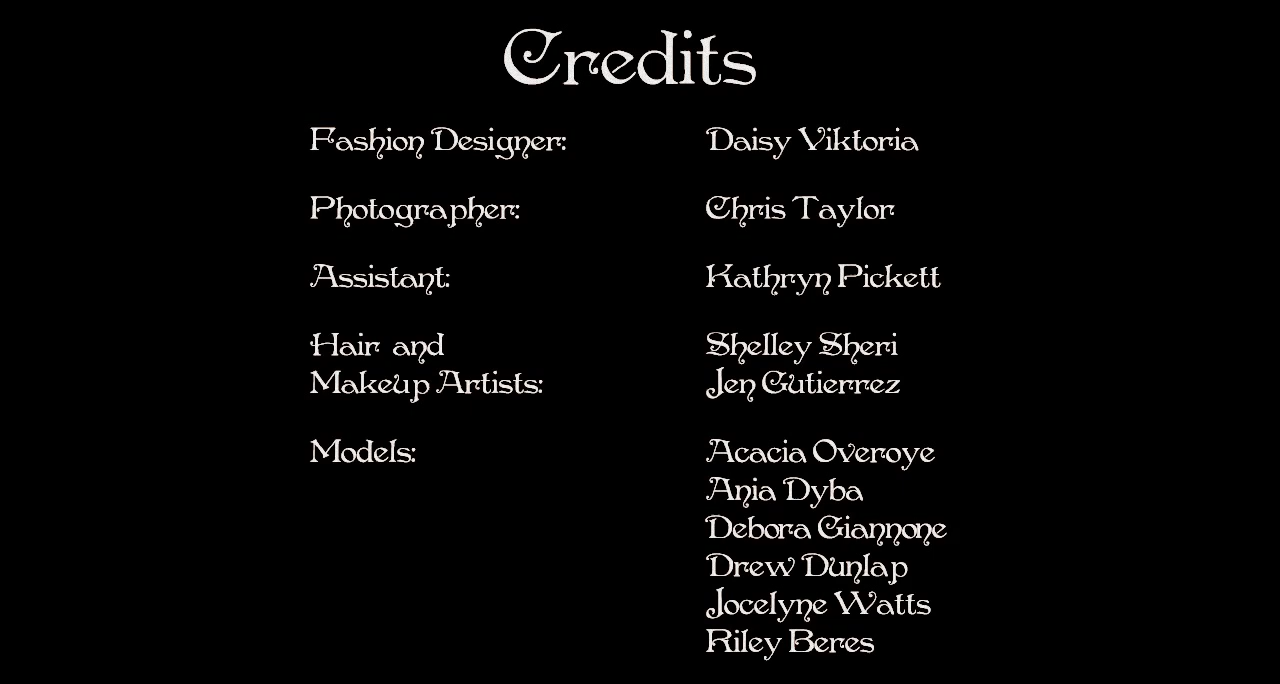 Credits
Fashion Designer: Daisy Viktoria
Photographer: Chris Taylor
Assistant: Kathryn Pickett
Hair and Shelley Sheri
Makeup Artists: Jen Gutierrez
Models: Acacia Overoye
Ania Dyba
Debora Giannone
Drew Dunlap
Jocelyne Watts
Riley Beres